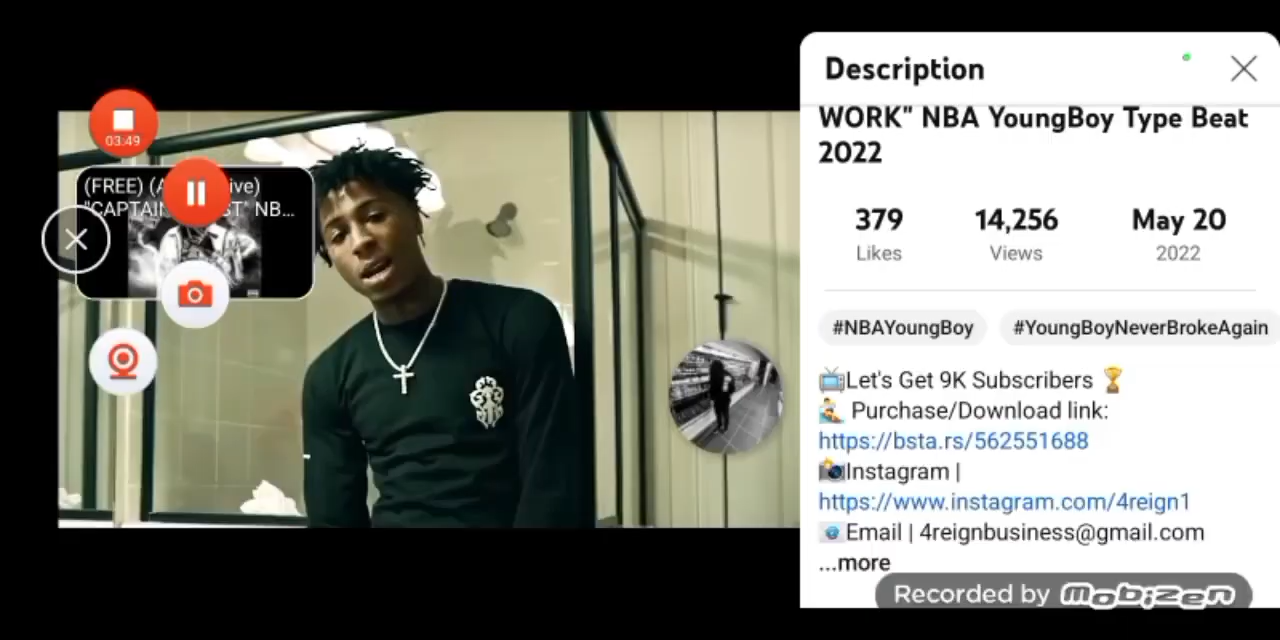 03:49
(FREE) (A ive)
"CAPTAIN ST" NB...
Description
WORK" NBA YoungBoy Type Beat
2022
379
14,256
May 20
Likes
Views
2022
#NBAYoungBoy
#YoungBoyNeverBrokeAgain
📺Let's Get 9K Subscribers 🏆
🏄 Purchase/Download link:
https://bsta.rs/562551688
📸Instagram |
https://www.instagram.com/4reign1
📧Email | 4reignbusiness@gmail.com
...more
Recorded by mobizen